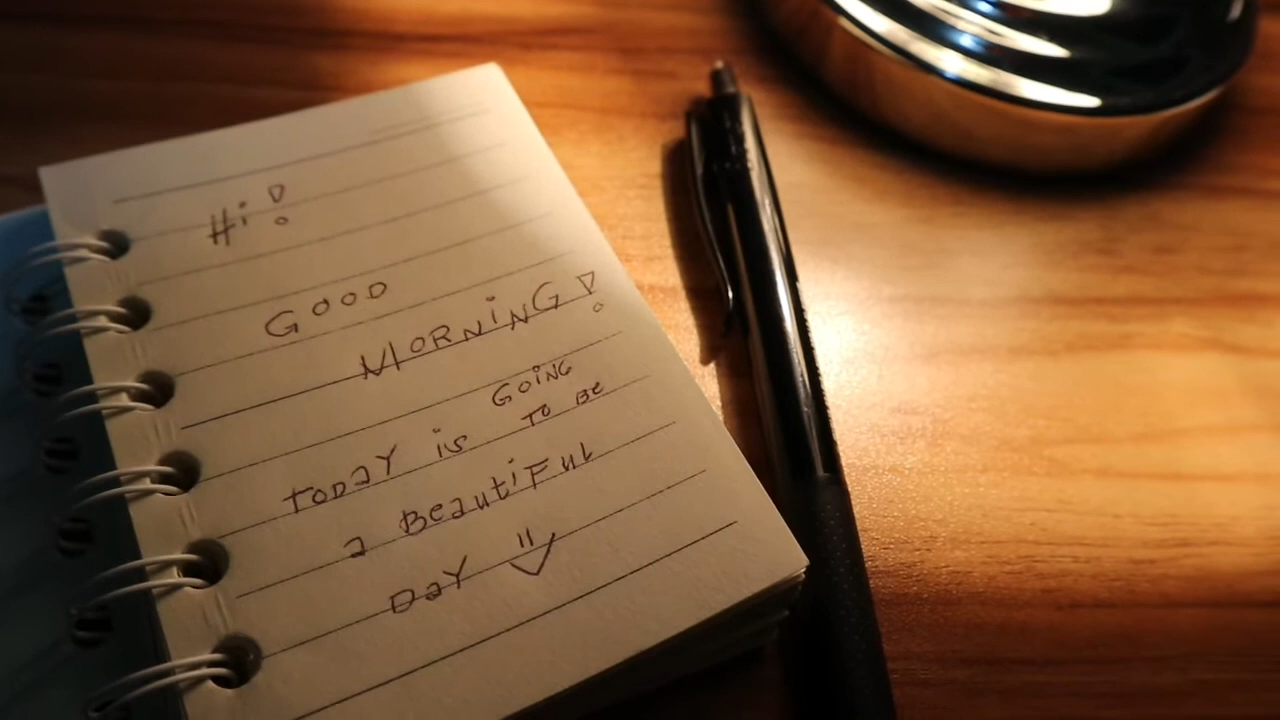 Hi!
GOOD
MORNiNG!
GOiNG
TODAY is TO BE
a BeautiFul
DaY